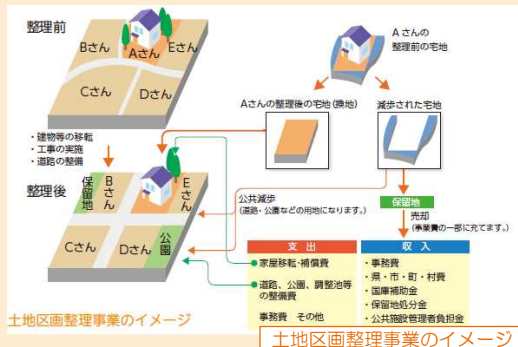 整理前
Bさん
Aさん
Eさん
Cさん
Dさん
・建物等の移転
・工事の実施
・道路の整備
整理後
保留地
Bさん
Eさん
Cさん
Dさん
公園
Aさんの
整理前の宅地
Aさんの整理後の宅地(換地)
減歩された宅地
公共減歩
(道路・公園などの用地になります。)
保留地
売却
(事業費の一部に充てます。)
支出
家屋移転・補償費
道路、公園、調整池等
の整備費
事務費 その他
収入
・事務費
・県・市・町・村費
・国庫補助金
・保留地処分金
・公共施設管理者負担金
土地区画整理事業のイメージ
土地区画整理事業のイメージ